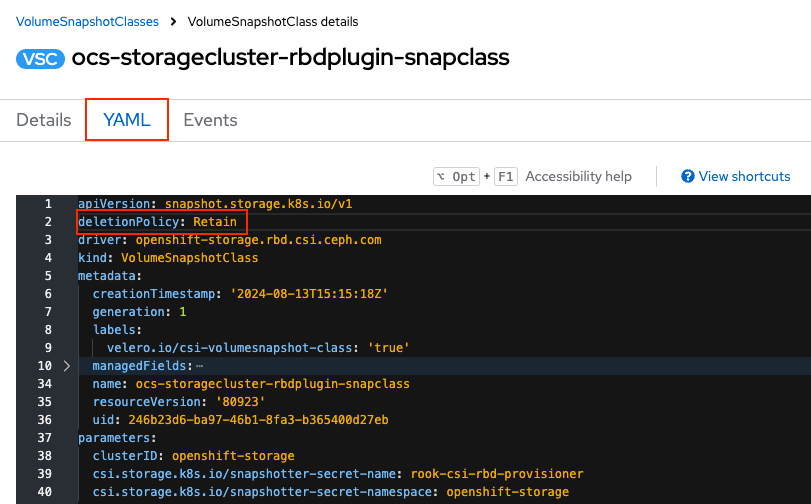 VolumeSnapshotClasses > VolumeSnapshotClass details
VSC ocs-storagecluster-rbdplugin-snapclass
Details YAML Events
⌥ Opt + F1 Accessibility help ? View shortcuts
1 apiVersion: snapshot.storage.k8s.io/v1
2 deletionPolicy: Retain
3 driver: openshift-storage.rbd.csi.ceph.com
4 kind: VolumeSnapshotClass
5 metadata:
6 creationTimestamp: '2024-08-13T15:15:18Z'
7 generation: 1
8 labels:
9 velero.io/csi-volumesnapshot-class: 'true'
10 > managedFields:⋯
34 name: ocs-storagecluster-rbdplugin-snapclass
35 resourceVersion: '80923'
36 uid: 246b23d6-ba97-46b1-8fa3-b365400d27eb
37 parameters:
38 clusterID: openshift-storage
39 csi.storage.k8s.io/snapshotter-secret-name: rook-csi-rbd-provisioner
40 csi.storage.k8s.io/snapshotter-secret-namespace: openshift-storage